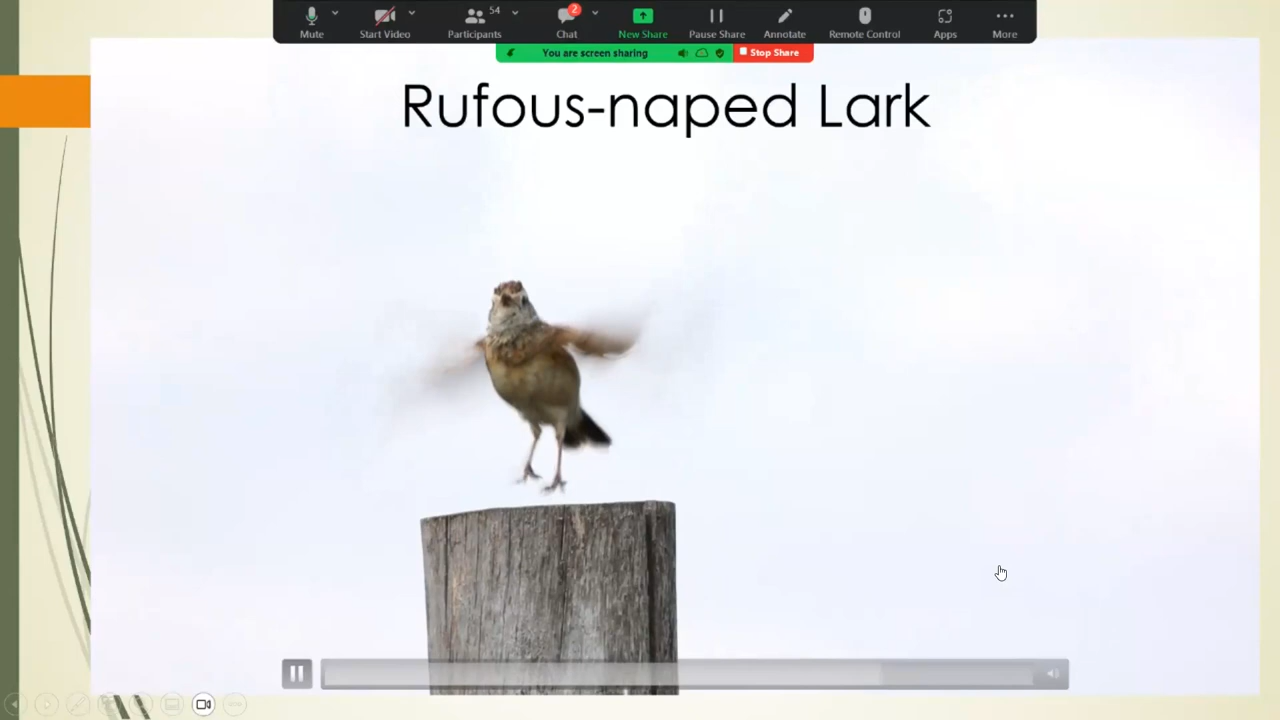 54
2
Mute
Start Video
Participants
Chat
New Share
Pause Share
Annotate
Remote Control
Apps
More
You are screen sharing
Stop Share
Rufous-naped Lark